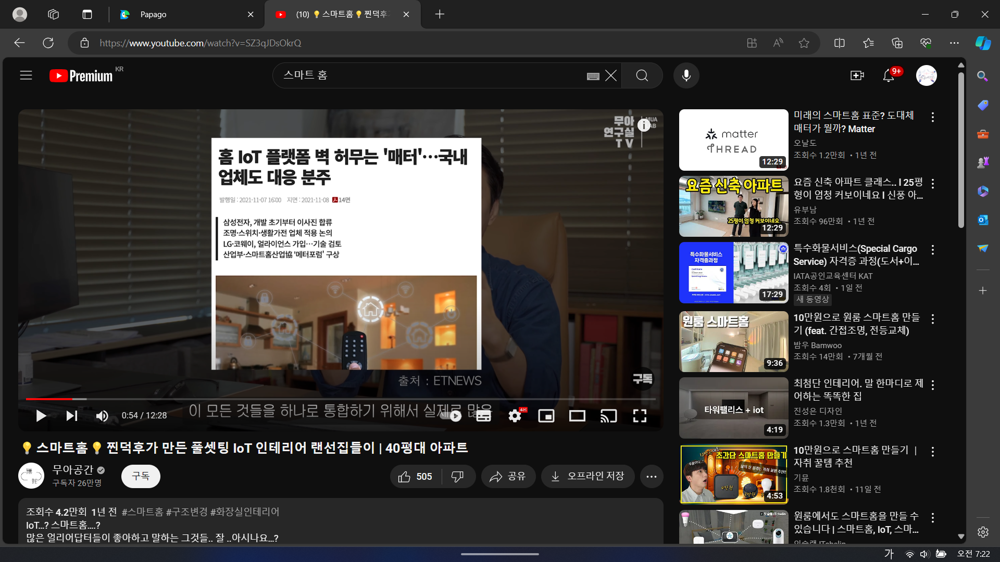 Papago
(10) 💡스마트홈💡찐덕후
https://www.youtube.com/watch?v=SZ3qJDsOkrQ
Premium KR
스마트 홈
9+
무아 연구실 TV
MUA LAB
홈 IoT 플랫폼 벽 허무는 '매터'…국내
업체도 대응 분주
발행일 : 2021-11-07 16:00 지면 : 2021-11-08 14면
삼성전자, 개발 초기부터 이사진 합류
조명·스위치·생활가전 업체 적용 논의
LG·코웨이, 얼라이언스 가입…기술 검토
산업부·스마트홈산업協 '매터포럼' 구상
출처 : ETNEWS
구독
이 모든 것들을 하나로 통합하기 위해서 실제로 많은
0:54 / 12:28
4K
💡스마트홈💡찐덕후가 만든 풀셋팅 IoT 인테리어 랜선집들이 | 40평대 아파트
무아공간
구독자 26만명
구독
505
공유
오프라인 저장
조회수 4.2만회 1년 전 #스마트홈 #구조변경 #화장실인테리어
IoT...? 스마트홈....?
많은 얼리어답터들이 좋아하고 말하는 그것들.. 잘 ..아시나요...?
matter
THREAD
12:29
미래의 스마트홈 표준? 도대체
매터가 뭘까? Matter
오날도
조회수 1.2만회 • 1년 전
요즘 신축 아파트
25평이 엄청 커보이네요
12:29
요즘 신축 아파트 클래스.. l 25평
형이 엄청 커보이네요 l 신풍 아...
유부남
조회수 96만회 • 1년 전
특수화물서비스
자격증과정
17:29
특수화물서비스(Special Cargo
Service) 자격증 과정(도서+이...
IATA공인교육센터 KAT
조회수 4회 • 1일 전
새 동영상
원룸 스마트홈
9:36
10만원으로 원룸 스마트홈 만들
기 (feat. 간접조명, 전등교체)
밤우 Bamwoo
조회수 14만회 • 7개월 전
타워팰리스 + iot
4:19
최첨단 인테리어. 말 한마디로 제
어하는 똑똑한 집
진성은 디자인
조회수 1.3만회 • 1년 전
초간단 스마트홈 만들기
4만원
3만원
4:53
10만원으로 스마트홈 만들기 |
자취 꿀템 추천
기문
조회수 1.8천회 • 11일 전
잇슐랭 ITchelin
원룸에서도 스마트홈을 만들 수
있습니다 | 스마트홈, IoT, 스마...
잇슐랭 ITchelin
가
오전 7:22